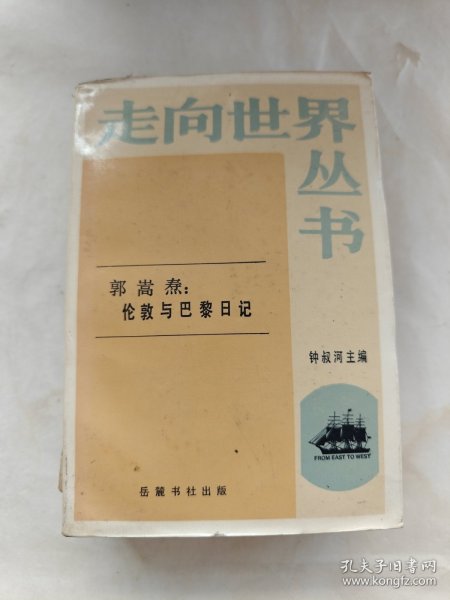 走向世界
丛书
郭嵩焘:
伦敦与巴黎日记
钟叔河主编
FROM EAST TO WEST
岳麓书社出版
孔夫子旧书网
www.kongfz.com